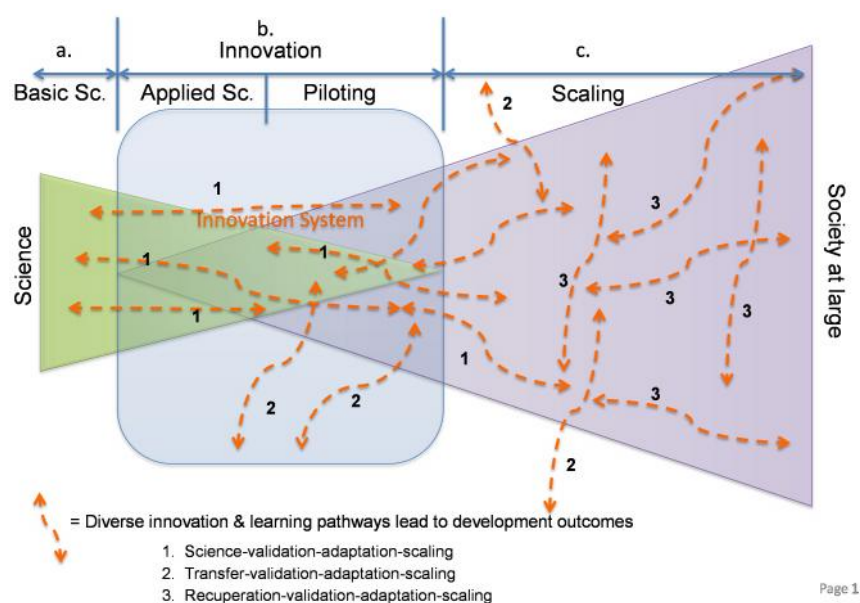 a.
b.
Innovation
c.
Basic Sc.
Applied Sc.
Piloting
Scaling
2
1
Innovation System
3
Science
1
1
3
3
Society at large
1
3
1
2
2
3
2
= Diverse innovation & learning pathways lead to development outcomes
1. Science-validation-adaptation-scaling
2. Transfer-validation-adaptation-scaling
3. Recuperation-validation-adaptation-scaling
Page 1